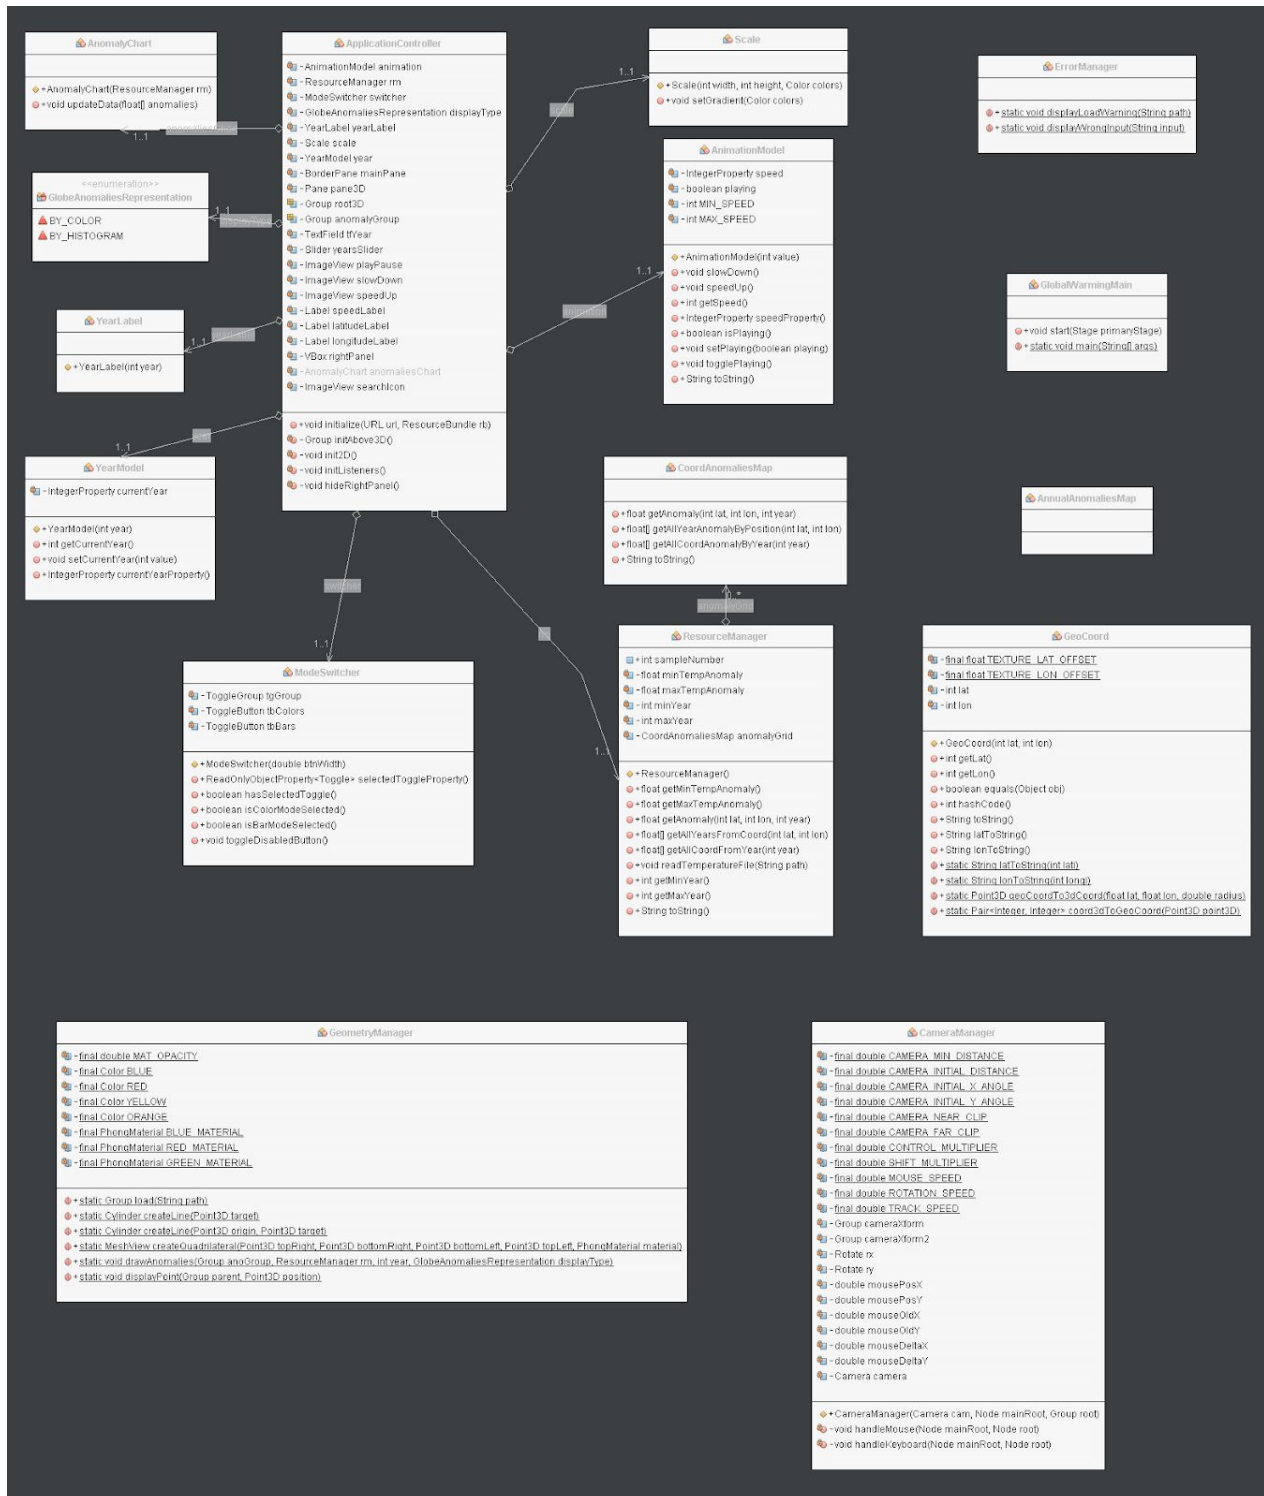 AnomalyChart
+ AnomalyChart(ResourceManager rm)
+ void updateData(float[] anomalies)
1..1
<<enumeration>>
GlobeAnomaliesRepresentation
BY_COLOR
BY_HISTOGRAM
1..1
YearLabel
+ YearLabel(int year)
1..1
YearModel
- IntegerProperty currentYear
+ YearModel(int year)
+ int getCurrentYear()
+ void setCurrentYear(int value)
+ IntegerProperty currentYearProperty()
1..1
ApplicationController
- AnimationModel animation
- ResourceManager rm
- ModeSwitcher switcher
- GlobeAnomaliesRepresentation displayType
- YearLabel yearLabel
- Scale scale
- YearModel year
- BorderPane mainPane
- Pane pane3D
- Group root3D
- Group anomalyGroup
- TextField tfYear
- Slider yearsSlider
- ImageView playPause
- ImageView slowDown
- ImageView speedUp
- Label speedLabel
- Label latitudeLabel
- Label longitudeLabel
- VBox rightPanel
- AnomalyChart anomaliesChart
- ImageView searchIcon
+ void initialize(URL url, ResourceBundle rb)
- Group initAbove3D()
- void init2D()
- void initListeners()
- void hideRightPanel()
scale
1..1
Scale
+ Scale(int width, int height, Color colors)
+ void setGradient(Color colors)
animation
1..1
AnimationModel
- IntegerProperty speed
- boolean playing
- int MIN_SPEED
- int MAX_SPEED
+ AnimationModel(int value)
+ void slowDown()
+ void speedUp()
+ int getSpeed()
+ IntegerProperty speedProperty()
+ boolean isPlaying()
+ void setPlaying(boolean playing)
+ void togglePlaying()
+ String toString()
ErrorManager
+ static void displayLoadWarning(String path)
+ static void displayWrongInput(String input)
GlobalWarmingMain
+ void start(Stage primaryStage)
+ static void main(String[] args)
CoordAnomaliesMap
+ float getAnomaly(int lat, int lon, int year)
+ float[] getAllYearAnomalyByPosition(int lat, int lon)
+ float[] getAllCoordAnomalyByYear(int year)
+ String toString()
AnnualAnomaliesMap
switcher
1..1
ModeSwitcher
- ToggleGroup tgGroup
- ToggleButton tbColors
- ToggleButton tbBars
+ ModeSwitcher(double btnWidth)
+ ReadOnlyObjectProperty<Toggle> selectedToggleProperty()
+ boolean hasSelectedToggle()
+ boolean isColorModeSelected()
+ boolean isBarModeSelected()
+ void toggleDisabledButton()
1..1
0..*
anomalyGrid
ResourceManager
+ int sampleNumber
- float minTempAnomaly
- float maxTempAnomaly
- int minYear
- int maxYear
- CoordAnomaliesMap anomalyGrid
+ ResourceManager()
+ float getMinTempAnomaly()
+ float getMaxTempAnomaly()
+ float getAnomaly(int lat, int lon, int year)
+ float[] getAllYearsFromCoord(int lat, int lon)
+ float[] getAllCoordFromYear(int year)
+ void readTemperatureFile(String path)
+ int getMinYear()
+ int getMaxYear()
+ String toString()
GeoCoord
- final float TEXTURE_LAT_OFFSET
- final float TEXTURE_LON_OFFSET
- int lat
- int lon
+ GeoCoord(int lat, int lon)
+ int getLat()
+ int getLon()
+ boolean equals(Object obj)
+ int hashCode()
+ String toString()
+ String latToString()
+ String lonToString()
+ static String latToString(int lati)
+ static String lonToString(int longi)
+ static Point3D geoCoordTo3dCoord(float lat, float lon, double radius)
+ static Pair<Integer, Integer> coord3dToGeoCoord(Point3D point3D)
GeometryManager
- final double MAT_OPACITY
- final Color BLUE
- final Color RED
- final Color YELLOW
- final Color ORANGE
- final PhongMaterial BLUE_MATERIAL
- final PhongMaterial RED_MATERIAL
- final PhongMaterial GREEN_MATERIAL
+ static Group load(String path)
+ static Cylinder createLine(Point3D target)
+ static Cylinder createLine(Point3D origin, Point3D target)
+ static MeshView createQuadrilateral(Point3D topRight, Point3D bottomRight, Point3D bottomLeft, Point3D topLeft, PhongMaterial material)
+ static void drawAnomalies(Group anoGroup, ResourceManager rm, int year, GlobeAnomaliesRepresentation displayType)
+ static void displayPoint(Group parent, Point3D position)
CameraManager
- final double CAMERA_MIN_DISTANCE
- final double CAMERA_INITIAL_DISTANCE
- final double CAMERA_INITIAL_X_ANGLE
- final double CAMERA_INITIAL_Y_ANGLE
- final double CAMERA_NEAR_CLIP
- final double CAMERA_FAR_CLIP
- final double CONTROL_MULTIPLIER
- final double SHIFT_MULTIPLIER
- final double MOUSE_SPEED
- final double ROTATION_SPEED
- final double TRACK_SPEED
- Group cameraXform
- Group cameraXform2
- Rotate rx
- Rotate ry
- double mousePosX
- double mousePosY
- double mouseOldX
- double mouseOldY
- double mouseDeltaX
- double mouseDeltaY
- Camera camera
+ CameraManager(Camera cam, Node mainRoot, Group root)
- void handleMouse(Node mainRoot, Node root)
- void handleKeyboard(Node mainRoot, Node root)